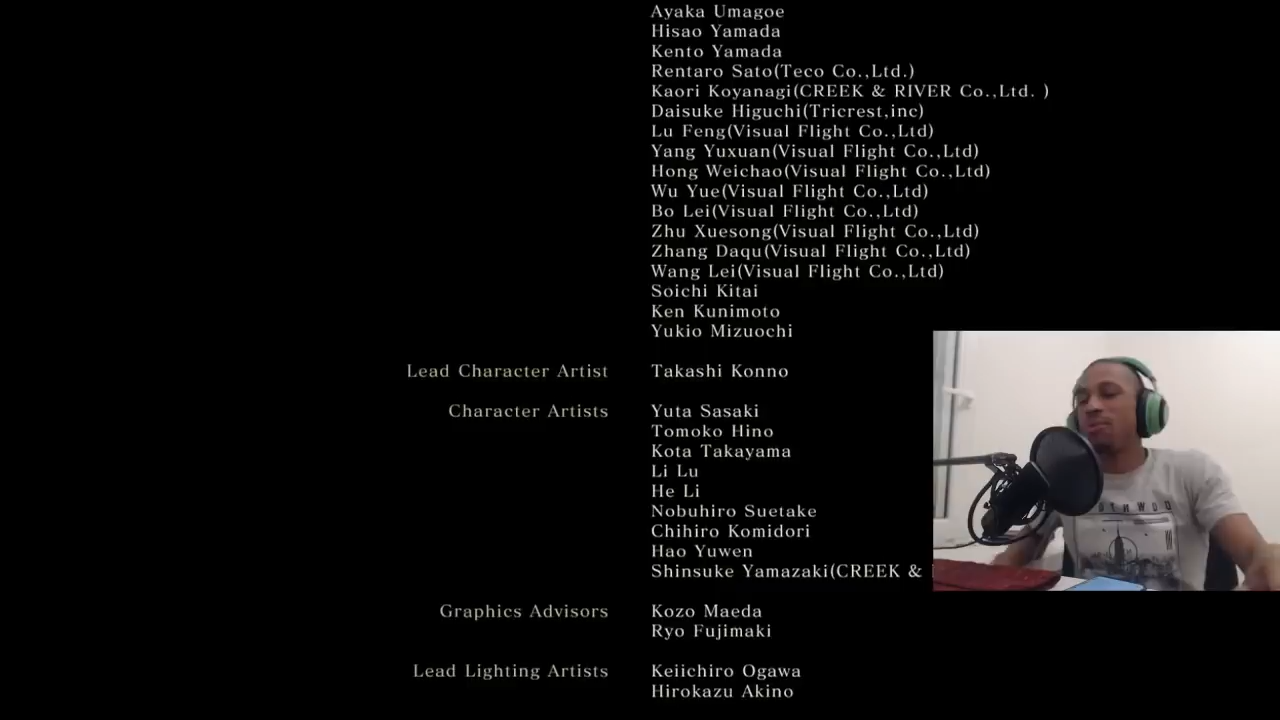 Ayaka Umagoe
Hisao Yamada
Kento Yamada
Rentaro Sato(Teco Co.,Ltd.)
Kaori Koyanagi(CREEK & RIVER Co.,Ltd. )
Daisuke Higuchi(Tricrest,inc)
Lu Feng(Visual Flight Co.,Ltd)
Yang Yuxuan(Visual Flight Co.,Ltd)
Hong Weichao(Visual Flight Co.,Ltd)
Wu Yue(Visual Flight Co.,Ltd)
Bo Lei(Visual Flight Co.,Ltd)
Zhu Xuesong(Visual Flight Co.,Ltd)
Zhang Daqu(Visual Flight Co.,Ltd)
Wang Lei(Visual Flight Co.,Ltd)
Soichi Kitai
Ken Kunimoto
Yukio Mizuochi
Lead Character Artist Takashi Konno
Character Artists Yuta Sasaki
Tomoko Hino
Kota Takayama
Li Lu
He Li
Nobuhiro Suetake
Chihiro Komidori
Hao Yuwen
Shinsuke Yamazaki(CREEK &
Graphics Advisors Kozo Maeda
Ryo Fujimaki
Lead Lighting Artists Keiichiro Ogawa
Hirokazu Akino